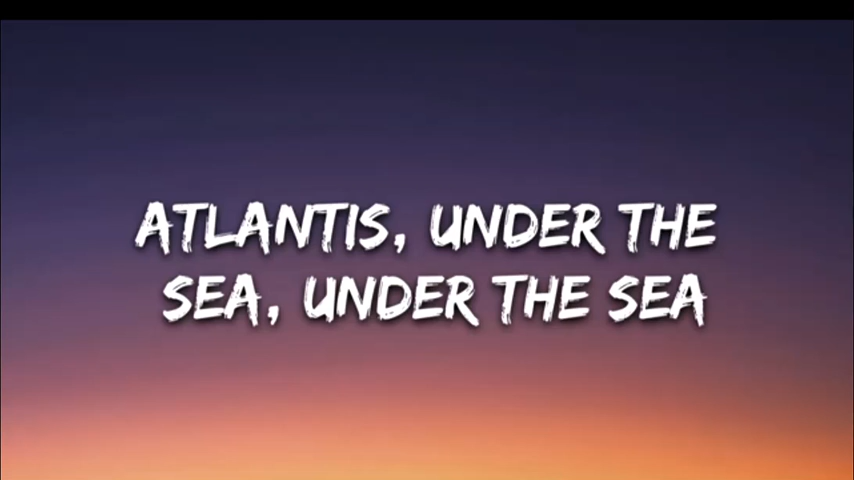 ATLANTIS, UNDER THE
SEA, UNDER THE SEA